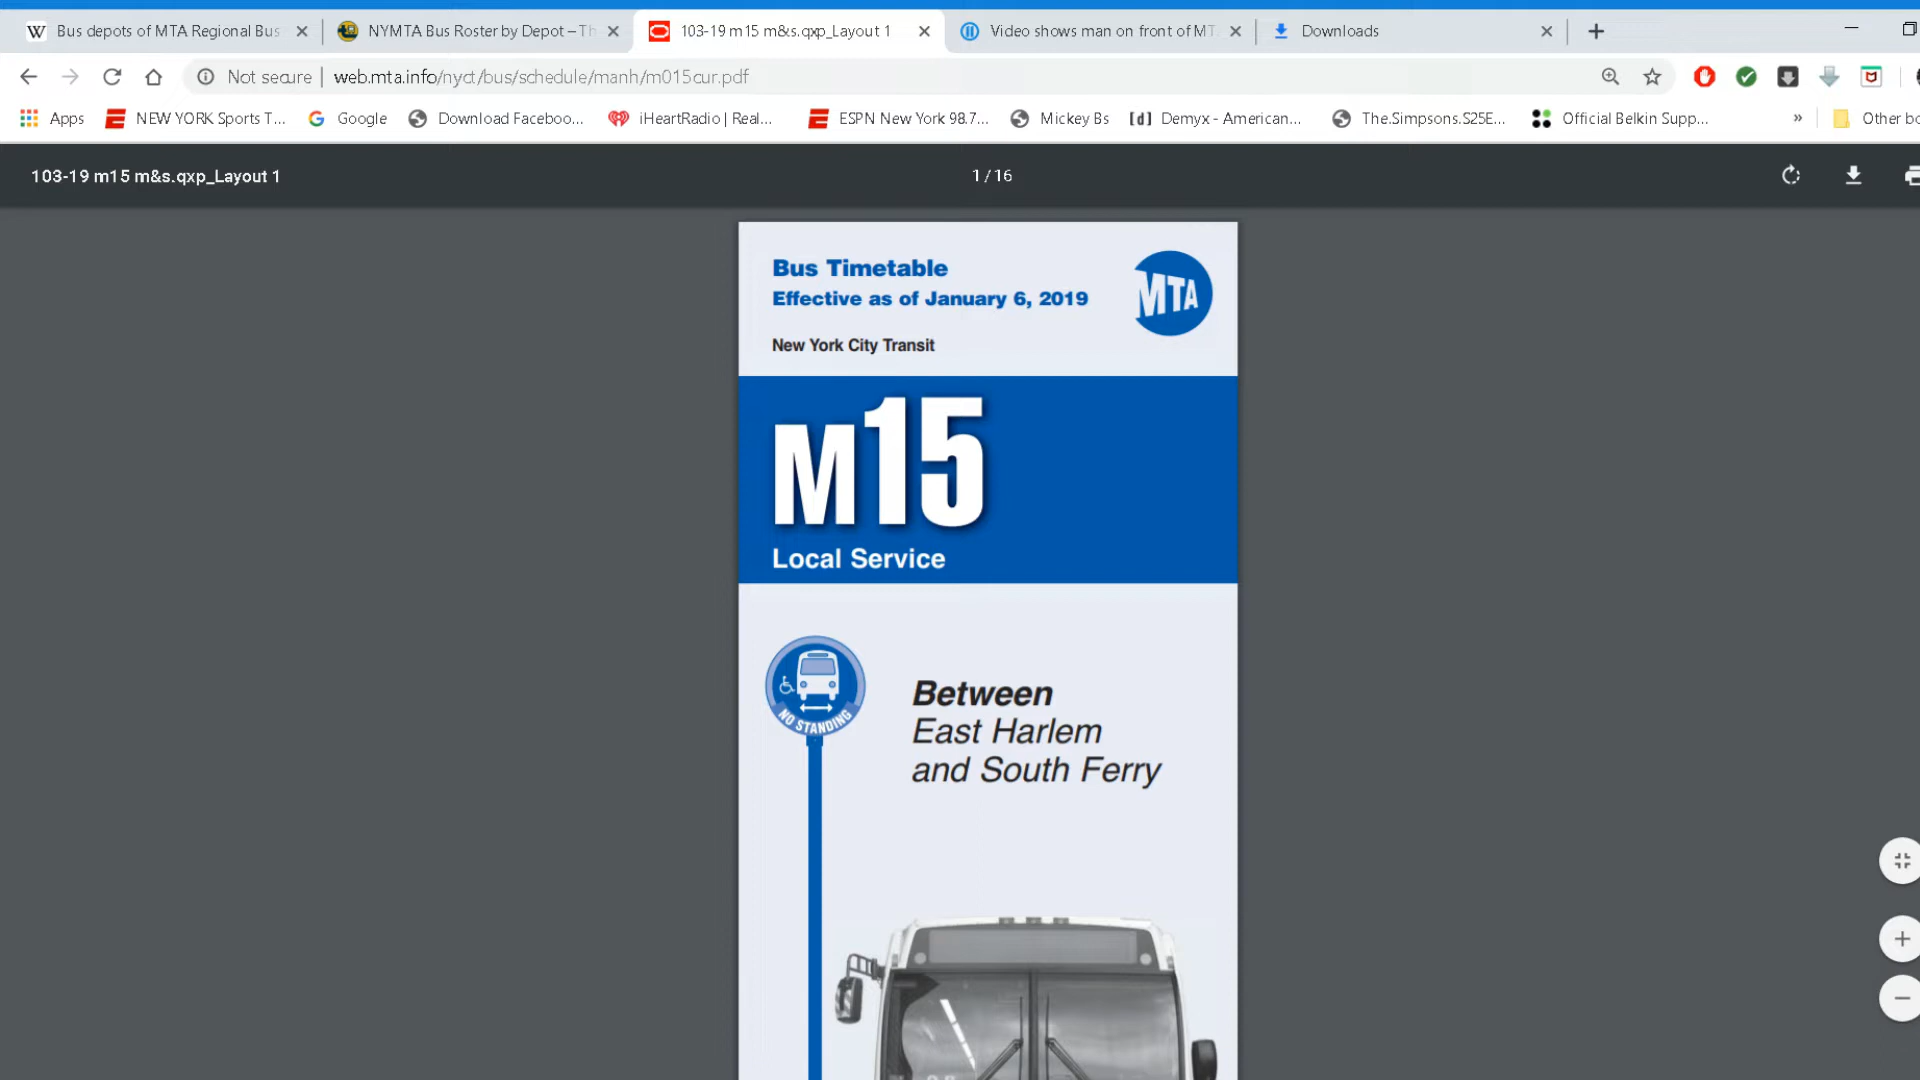 Bus depots of MTA Regional Bus
NYMTA Bus Roster by Depot – Th
103-19 m15 m&s.qxp_Layout 1
Video shows man on front of MT
Downloads
Not secure | web.mta.info/nyct/bus/schedule/manh/m015cur.pdf
Apps
NEW YORK Sports T...
Google
Download Faceboo...
iHeartRadio | Real...
ESPN New York 98.7...
Mickey Bs
[d] Demyx - American...
The.Simpsons.S25E...
Official Belkin Supp...
»
Other bo
103-19 m15 m&s.qxp_Layout 1
1 / 16
Bus Timetable
Effective as of January 6, 2019
MTA
New York City Transit
M15
Local Service
NO STANDING
Between
East Harlem
and South Ferry